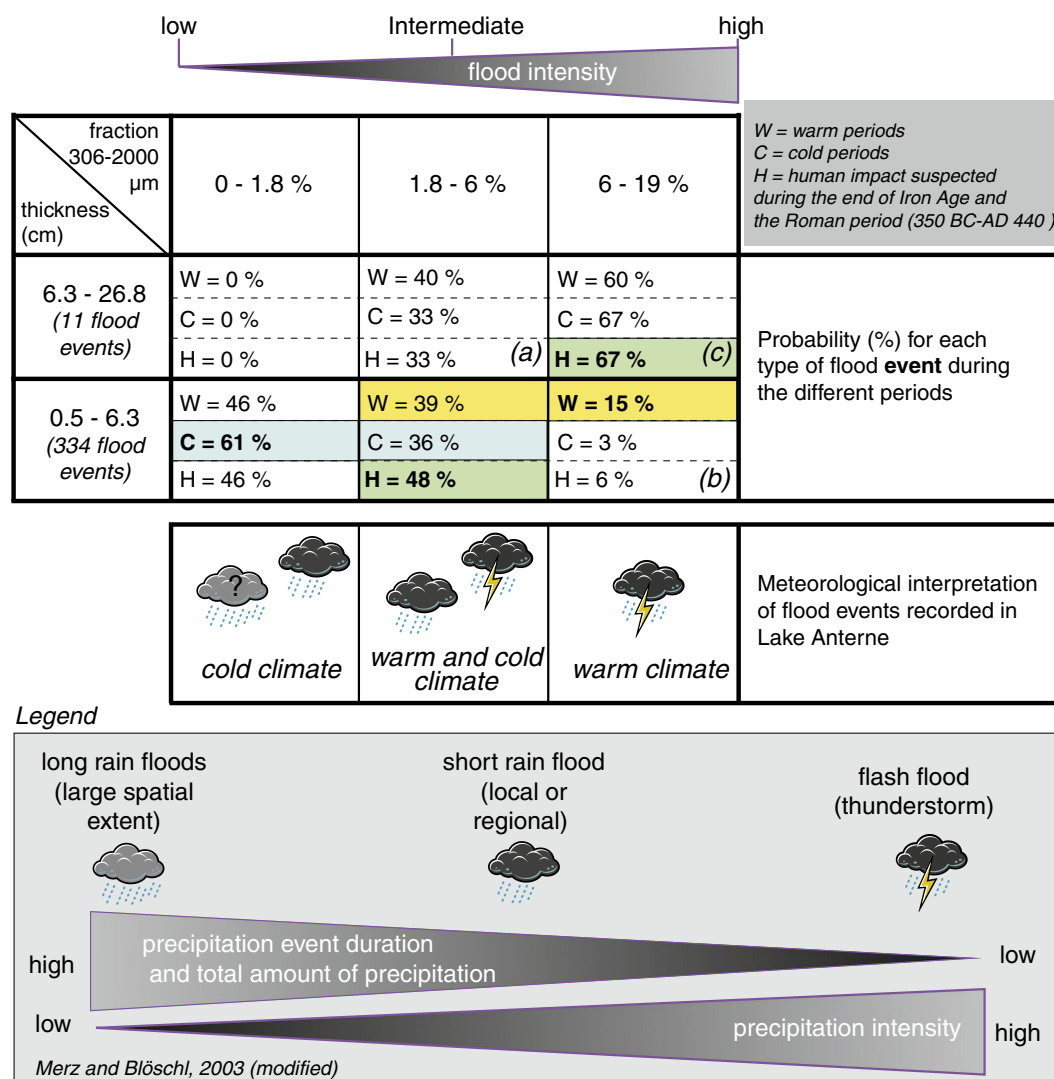 low
Intermediate
high
flood intensity
fraction
306-2000
µm
thickness
(cm)
0 - 1.8 %
1.8 - 6 %
6 - 19 %
W = warm periods
C = cold periods
H = human impact suspected
during the end of Iron Age and
the Roman period (350 BC-AD 440 )
6.3 - 26.8
(11 flood
events)
W = 0 %
C = 0 %
H = 0 %
W = 40 %
C = 33 %
H = 33 %
(a)
W = 60 %
C = 67 %
H = 67 %
(c)
Probability (%) for each
type of flood event during
the different periods
0.5 - 6.3
(334 flood
events)
W = 46 %
C = 61 %
H = 46 %
W = 39 %
C = 36 %
H = 48 %
W = 15 %
C = 3 %
H = 6 %
(b)
?
cold climate
warm and cold
climate
warm climate
Meteorological interpretation
of flood events recorded in
Lake Anterne
Legend
long rain floods
(large spatial
extent)
short rain flood
(local or
regional)
flash flood
(thunderstorm)
high
precipitation event duration
and total amount of precipitation
low
low
precipitation intensity
high
Merz and Blöschl, 2003 (modified)